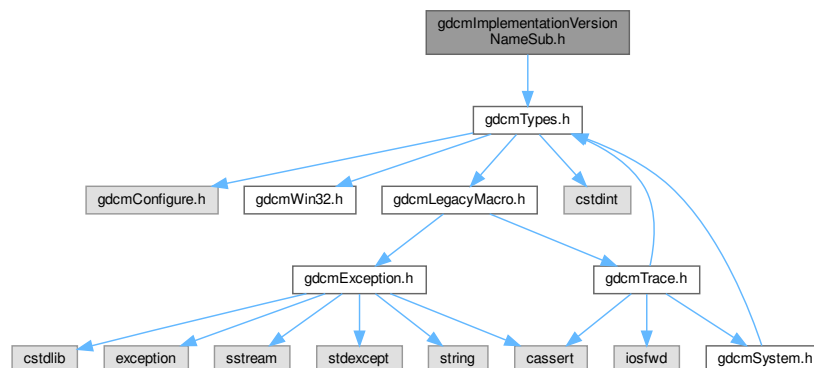 gdcmImplementationVersion
NameSub.h
gdcmTypes.h
gdcmConfigure.h
gdcmWin32.h
gdcmLegacyMacro.h
cstdint
gdcmException.h
gdcmTrace.h
cstdlib
exception
sstream
stdexcept
string
cassert
iosfwd
gdcmSystem.h